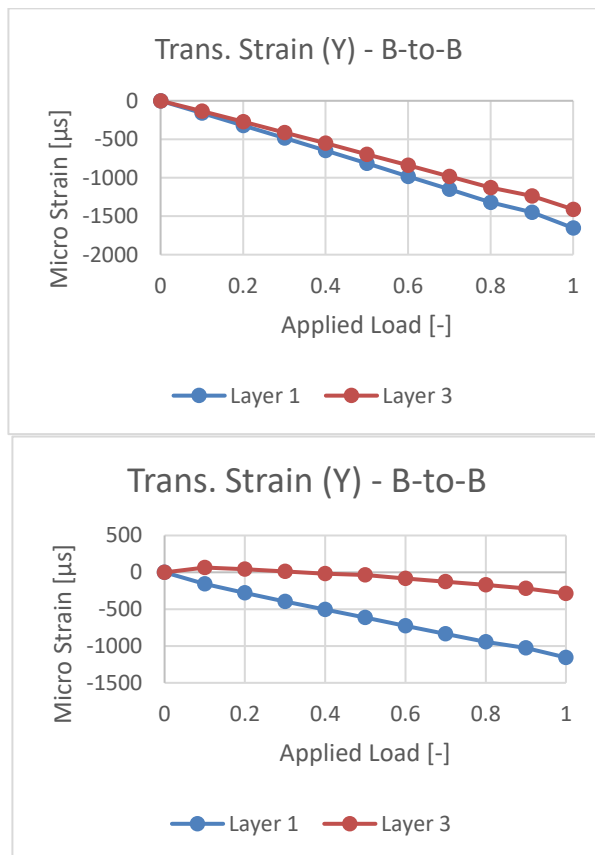 Trans. Strain (Y) - B-to-B
Micro Strain [µs]
0
-500
-1000
-1500
-2000
0 0.2 0.4 0.6 0.8 1
Applied Load [-]
Layer 1 Layer 3
Trans. Strain (Y) - B-to-B
Micro Strain [µs]
500
0
-500
-1000
-1500
0 0.2 0.4 0.6 0.8 1
Applied Load [-]
Layer 1 Layer 3